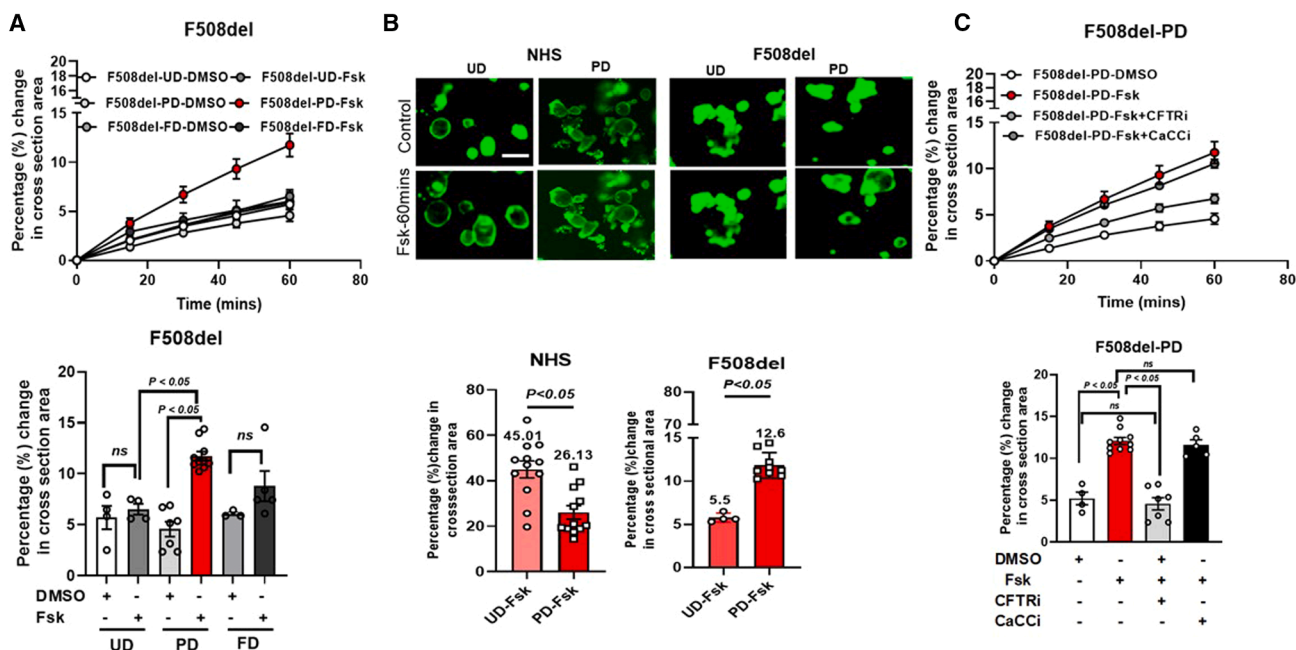 A
F508del
Percentage (%) change
in cross section area
20
18
16
15
10
5
0
F508del-UD-DMSO
F508del-UD-Fsk
F508del-PD-DMSO
F508del-PD-Fsk
F508del-FD-DMSO
F508del-FD-Fsk
0
20
40
60
80
Time (mins)
F508del
Percentage (%) change
in cross section area
20
15
10
5
0
ns
P < 0.05
P < 0.05
ns
DMSO + - + - + -
Fsk - + - + - +
UD PD FD
B
NHS
F508del
UD
PD
UD
PD
Control
Fsk-60mins
NHS
Percentage (%)change in
crosssection area
80
60
40
20
0
P<0.05
45.01
26.13
UD-Fsk
PD-Fsk
F508del
Percentage (%)change
in cross sectional area
80
70
15
10
5
0
P<0.05
5.5
12.6
UD-Fsk
PD-Fsk
C
F508del-PD
Percentage (%) change
in cross section area
20
18
16
15
10
5
0
F508del-PD-DMSO
F508del-PD-Fsk
F508del-PD-Fsk+CFTRi
F508del-PD-Fsk+CaCCi
0
20
40
60
80
Time (mins)
F508del-PD
Percentage (%) change
in cross section area
20
15
10
5
0
ns
P < 0.05
P < 0.05
ns
DMSO + - + -
Fsk - + + +
CFTRi - - + -
CaCCi - - - +